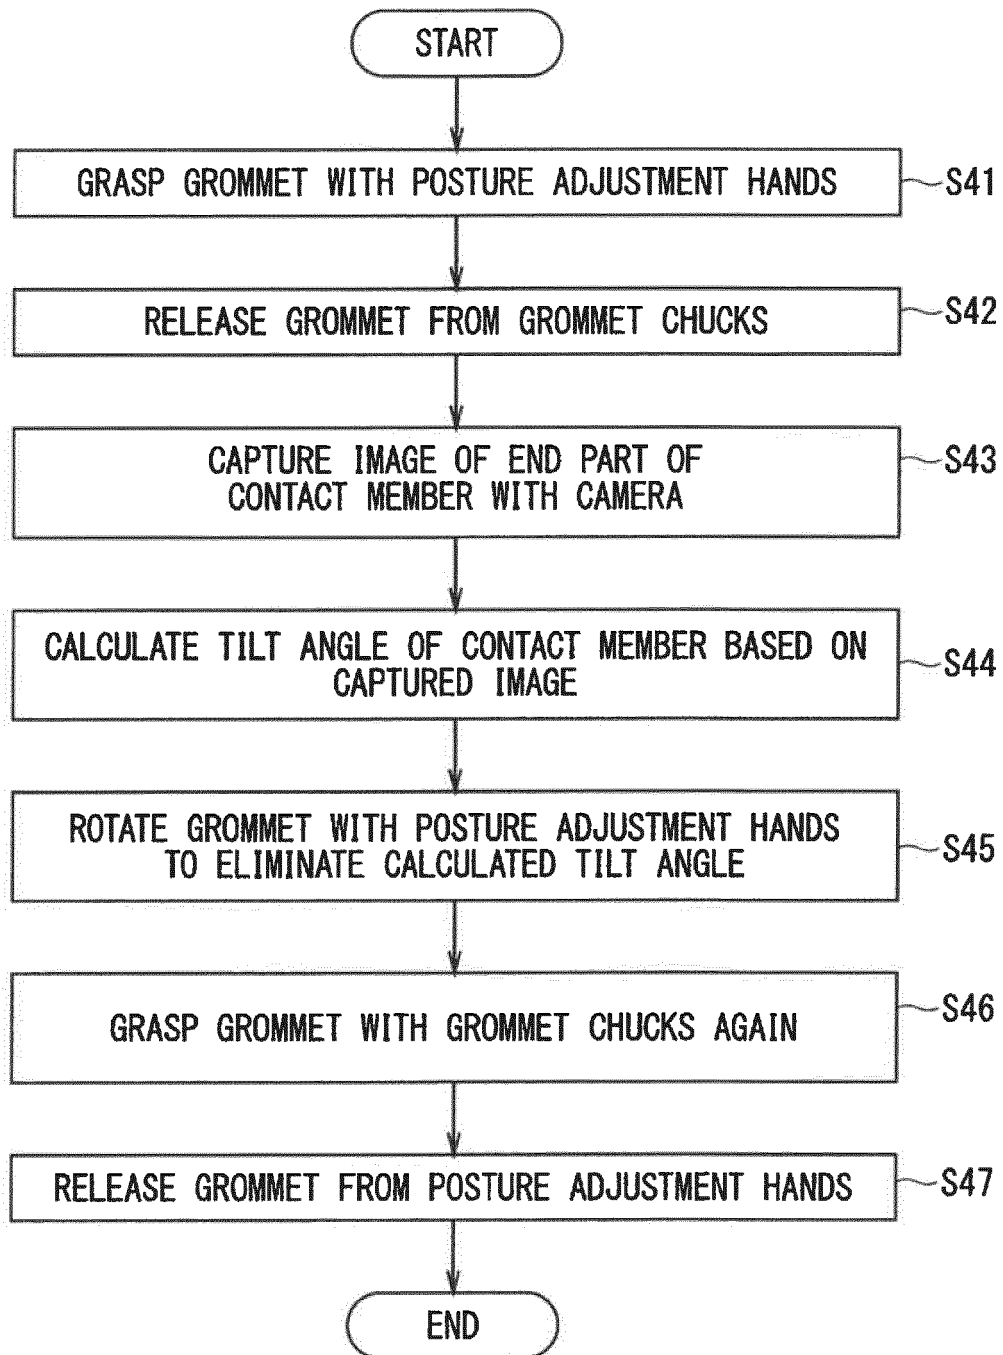 START
GRASP GROMMET WITH POSTURE ADJUSTMENT HANDS
S41
RELEASE GROMMET FROM GROMMET CHUCKS
S42
CAPTURE IMAGE OF END PART OF
CONTACT MEMBER WITH CAMERA
S43
CALCULATE TILT ANGLE OF CONTACT MEMBER BASED ON
CAPTURED IMAGE
S44
ROTATE GROMMET WITH POSTURE ADJUSTMENT HANDS
TO ELIMINATE CALCULATED TILT ANGLE
S45
GRASP GROMMET WITH GROMMET CHUCKS AGAIN
S46
RELEASE GROMMET FROM POSTURE ADJUSTMENT HANDS
S47
END